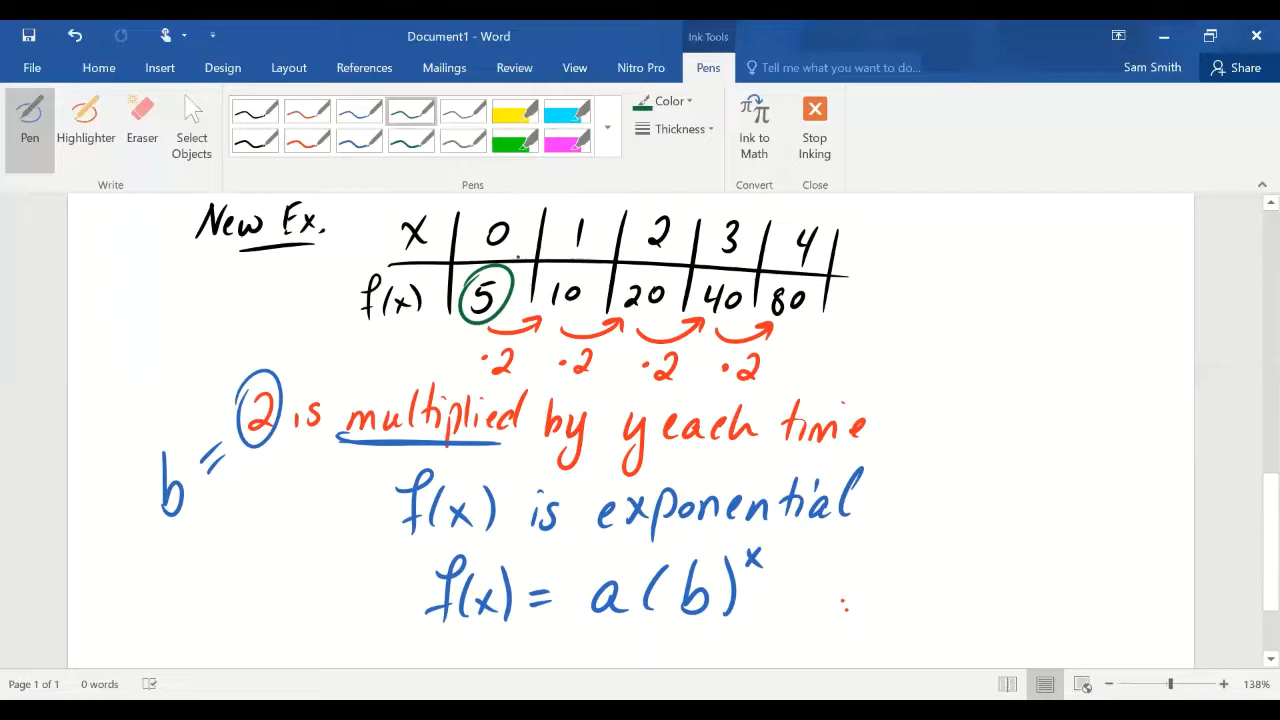 Document1 - Word
Ink Tools
File Home Insert Design Layout References Mailings Review View Nitro Pro Pens Tell me what you want to do... Sam Smith Share
Pen Highlighter Eraser Select Objects
Color
Thickness
Ink to Math
Stop Inking
Write Pens Convert Close
New Ex.
x 0 1 2 3 4
f(x) 5 10 20 40 80
·2 ·2 ·2 ·2
2 is multiplied by y each time
b =
f(x) is exponential
f(x) = a(b)^x
Page 1 of 1 0 words 138%